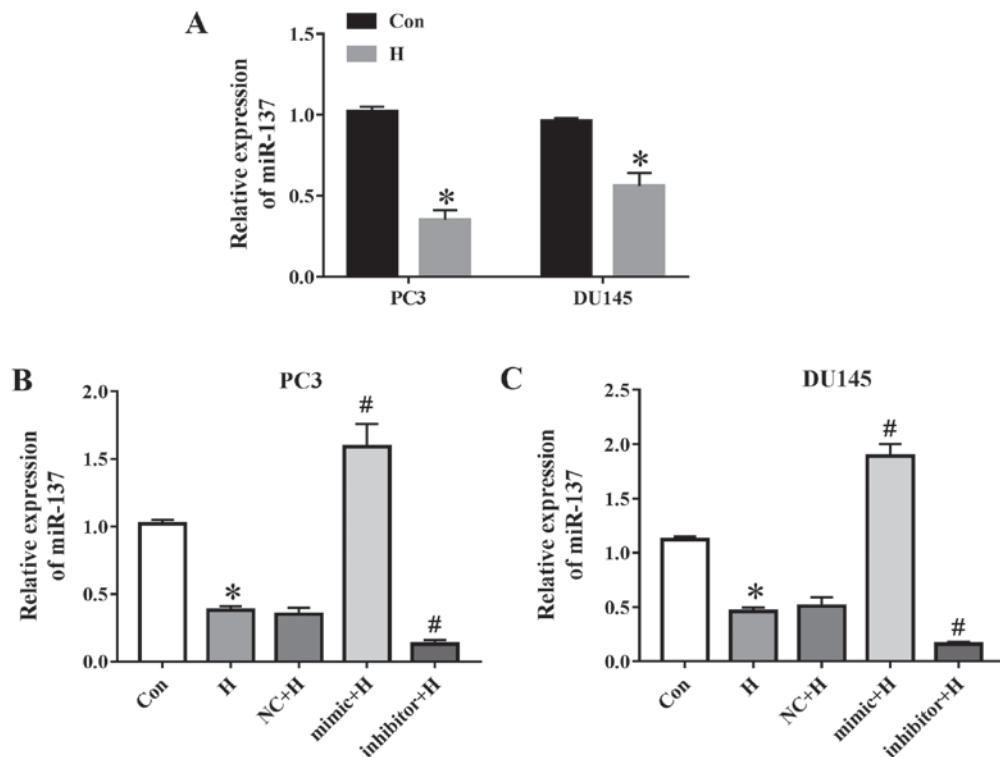 A
Con
H
Relative expression
of miR-137
1.5
1.0
0.5
0.0
*
*
PC3
DU145
B
PC3
Relative expression
of miR-137
2.0
1.5
1.0
0.5
0.0
*
#
#
Con
H
NC+H
mimic+H
inhibitor+H
C
DU145
Relative expression
of miR-137
2.5
2.0
1.5
1.0
0.5
0.0
*
#
#
Con
H
NC+H
mimic+H
inhibitor+H